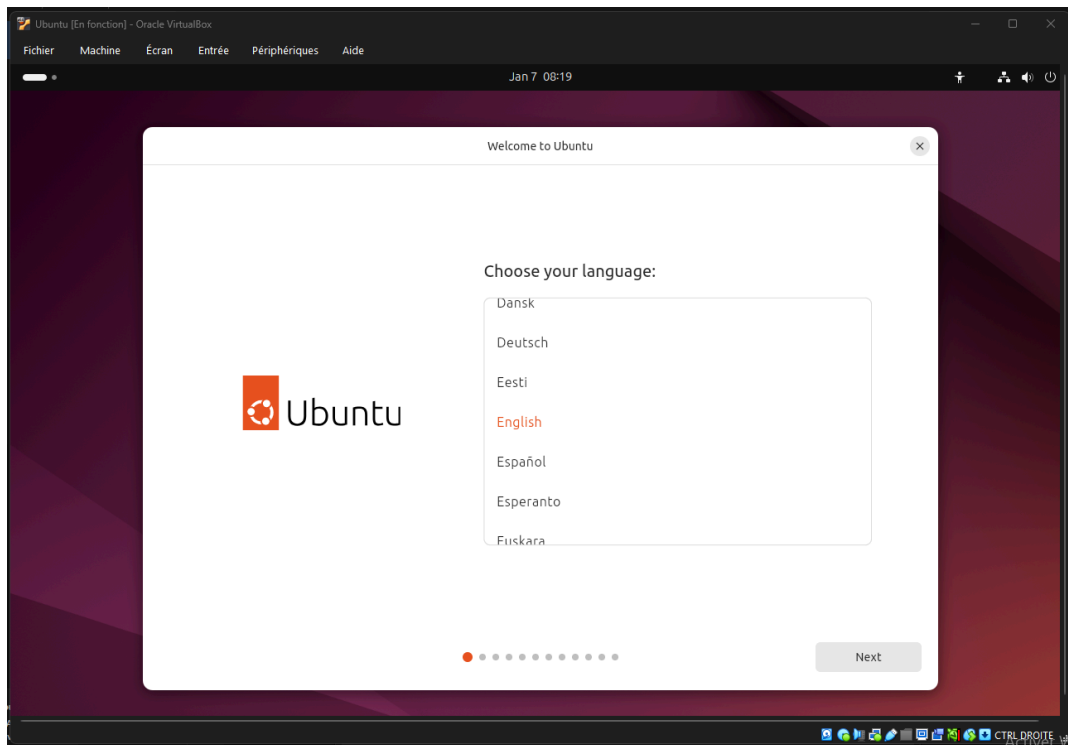 Ubuntu [En fonction] - Oracle VirtualBox
Fichier Machine Écran Entrée Périphériques Aide
Jan 7 08:19
Welcome to Ubuntu
Choose your language:
Dansk
Deutsch
Eesti
English
Español
Esperanto
Euskara
Ubuntu
Next
CTRL DROITE